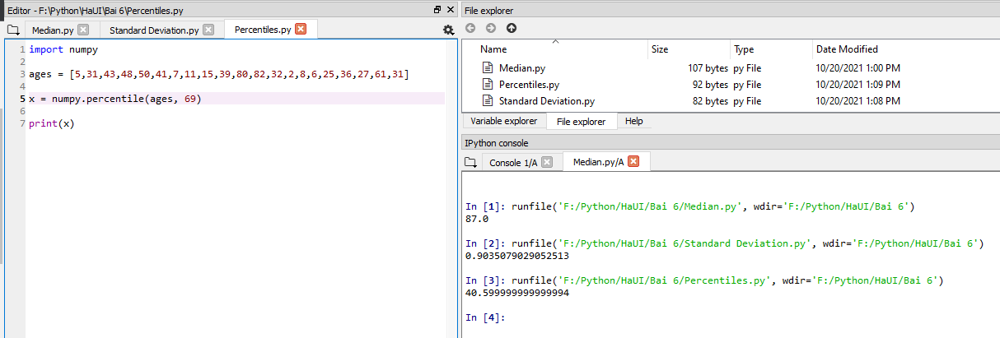 Editor - F:\Python\HaUI\Bai 6\Percentiles.py
Median.py Standard Deviation.py Percentiles.py
1 import numpy
2
3 ages = [5,31,43,48,50,41,7,11,15,39,80,82,32,2,8,6,25,36,27,61,31]
4
5 x = numpy.percentile(ages, 69)
6
7 print(x)
File explorer
Name Size Type Date Modified
Median.py 107 bytes py File 10/20/2021 1:00 PM
Percentiles.py 92 bytes py File 10/20/2021 1:09 PM
Standard Deviation.py 82 bytes py File 10/20/2021 1:08 PM
Variable explorer File explorer Help
IPython console
Console 1/A Median.py/A
In [1]: runfile('F:/Python/HaUI/Bai 6/Median.py', wdir='F:/Python/HaUI/Bai 6')
87.0
In [2]: runfile('F:/Python/HaUI/Bai 6/Standard Deviation.py', wdir='F:/Python/HaUI/Bai 6')
0.9035079029052513
In [3]: runfile('F:/Python/HaUI/Bai 6/Percentiles.py', wdir='F:/Python/HaUI/Bai 6')
40.599999999999994
In [4]: